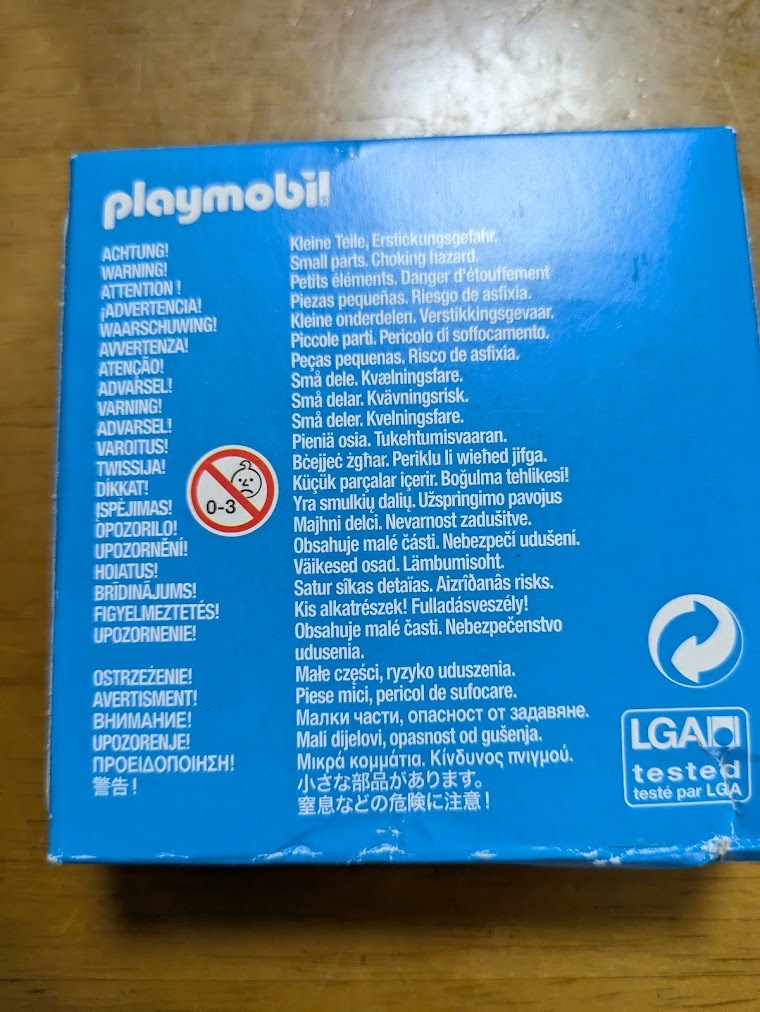 playmobil
ACHTUNG! Kleine Teile, Erstickungsgefahr.
WARNING! Small parts. Choking hazard.
ATTENTION ! Petits éléments. Danger d'étouffement
¡ADVERTENCIA! Piezas pequeñas. Riesgo de asfixia.
WAARSCHUWING! Kleine onderdelen. Verstikkingsgevaar.
AVVERTENZA! Piccole parti. Pericolo di soffocamento.
ATENÇÃO! Peças pequenas. Risco de asfixia.
ADVARSEL! Små dele. Kvælningsfare.
VARNING! Små delar. Kvävningsrisk.
ADVARSEL! Små deler. Kvelningsfare.
VAROITUS! Pieniä osia. Tukehtumisvaaran.
TWISSIJA! Bċejjeċ żgħar. Periklu li wieħed jifga.
DİKKAT! Küçük parçalar içerir. Boğulma tehlikesi!
ĮSPĖJIMAS! Yra smulkių dalių. Užspringimo pavojus
OPOZORILO! Majhni delci. Nevarnost zadušitve.
UPOZORNĚNÍ! Obsahuje malé části. Nebezpečí udušení.
HOIATUS! Väikesed osad. Lämbumisoht.
BRĪDINĀJUMS! Satur sîkas detaïas. Aizrîðanâs risks.
FIGYELMEZTETÉS! Kis alkatrészek! Fulladásveszély!
UPOZORNENIE! Obsahuje malé časti. Nebezpečenstvo
udusenia.
OSTRZEŻENIE! Małe części, ryzyko uduszenia.
AVERTISMENT! Piese mici, pericol de sufocare.
ВНИМАНИЕ! Малки части, опасност от задавяне.
UPOZORENJE! Mali dijelovi, opasnost od gušenja.
ΠΡΟΕΙΔΟΠΟΙΗΣΗ! Μικρά κομμάτια. Κίνδυνος πνιγμού.
警告！ 小さな部品があります。
窒息などの危険に注意！
0-3
LGA
tested
testé par LGA